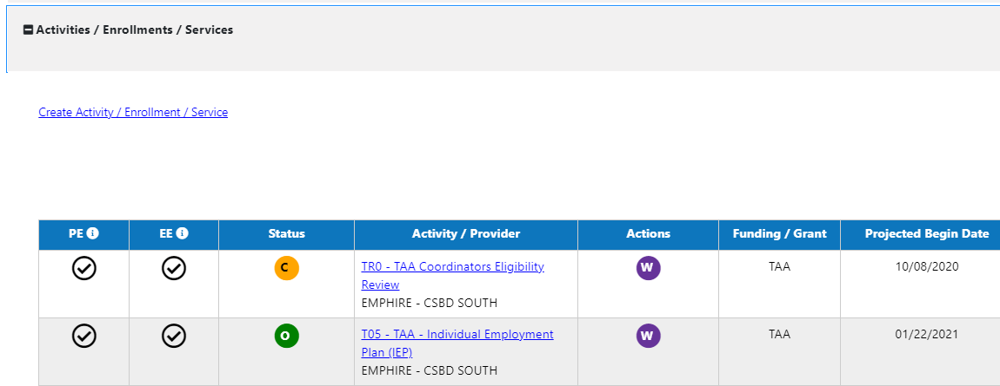 Activities / Enrollments / Services
Create Activity / Enrollment / Service
PE EE Status Activity / Provider Actions Funding / Grant Projected Begin Date
C TR0 - TAA Coordinators Eligibility W TAA 10/08/2020
Review
EMPHIRE - CSBD SOUTH
O T05 - TAA - Individual Employment W TAA 01/22/2021
Plan (IEP)
EMPHIRE - CSBD SOUTH